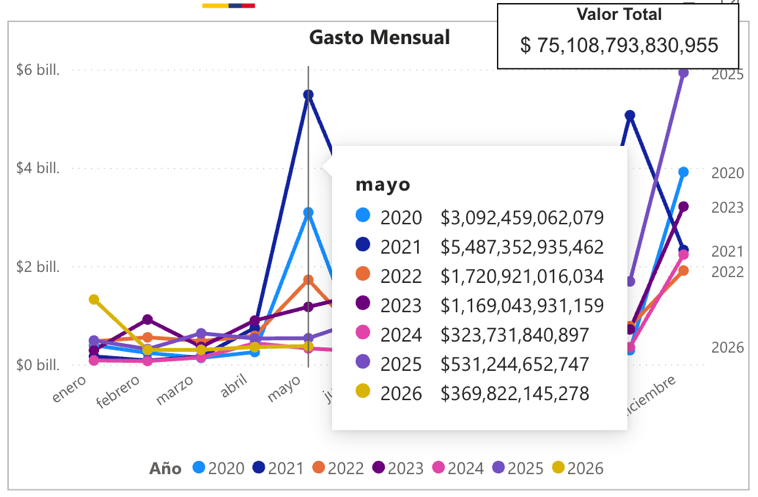 Valor Total
$ 75,108,793,830,955
Gasto Mensual
$6 bill.
$4 bill.
$2 bill.
$0 bill.
2025
2020
2023
2021
2022
2026
mayo
2020 $3,092,459,062,079
2021 $5,487,352,935,462
2022 $1,720,921,016,034
2023 $1,169,043,931,159
2024 $323,731,840,897
2025 $531,244,652,747
2026 $369,822,145,278
enero
febrero
marzo
abril
mayo
Año 2020 2021 2022 2023 2024 2025 2026